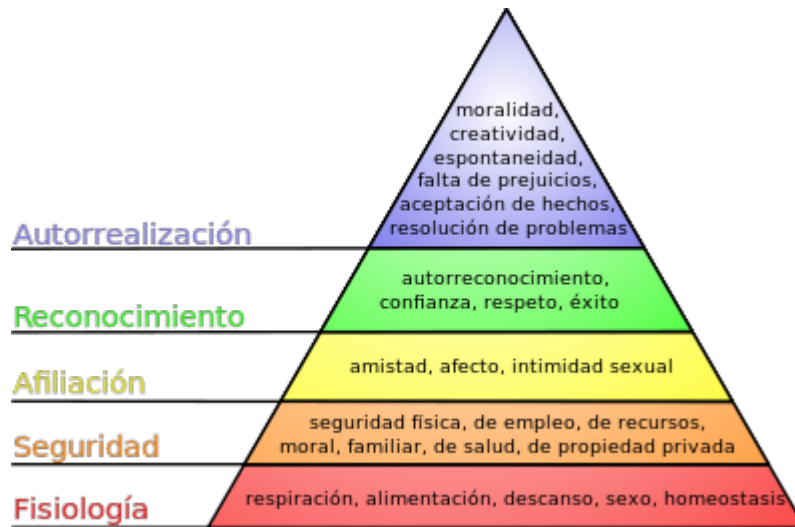 moralidad,
creatividad,
espontaneidad,
falta de prejuicios,
aceptación de hechos,
resolución de problemas
Autorrealización
autorreconocimiento,
confianza, respeto, éxito
Reconocimiento
amistad, afecto, intimidad sexual
Afiliación
seguridad física, de empleo, de recursos,
moral, familiar, de salud, de propiedad privada
Seguridad
respiración, alimentación, descanso, sexo, homeostasis
Fisiología